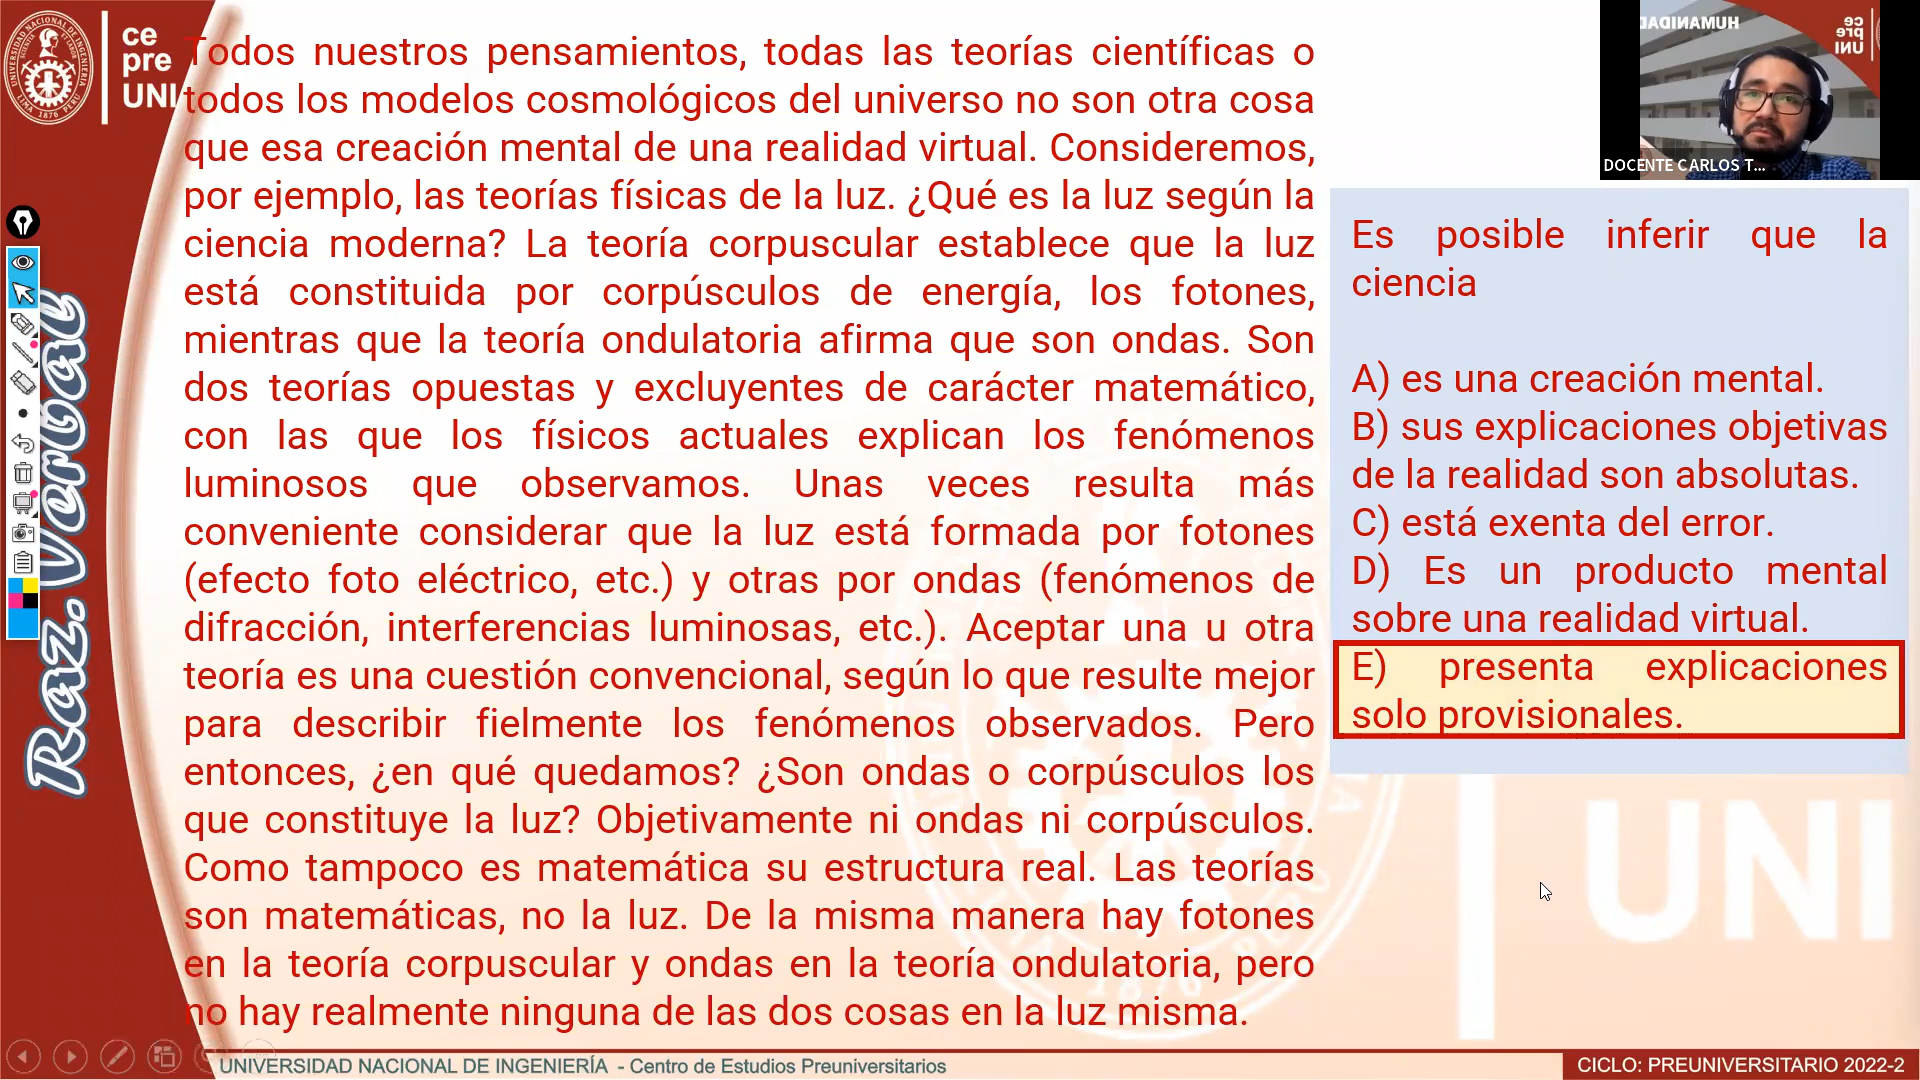 ce
pre
UNI
Todos nuestros pensamientos, todas las teorías científicas o
todos los modelos cosmológicos del universo no son otra cosa
que esa creación mental de una realidad virtual. Consideremos,
por ejemplo, las teorías físicas de la luz. ¿Qué es la luz según la
ciencia moderna? La teoría corpuscular establece que la luz
está constituida por corpúsculos de energía, los fotones,
mientras que la teoría ondulatoria afirma que son ondas. Son
dos teorías opuestas y excluyentes de carácter matemático,
con las que los físicos actuales explican los fenómenos
luminosos que observamos. Unas veces resulta más
conveniente considerar que la luz está formada por fotones
(efecto foto eléctrico, etc.) y otras por ondas (fenómenos de
difracción, interferencias luminosas, etc.). Aceptar una u otra
teoría es una cuestión convencional, según lo que resulte mejor
para describir fielmente los fenómenos observados. Pero
entonces, ¿en qué quedamos? ¿Son ondas o corpúsculos los
que constituye la luz? Objetivamente ni ondas ni corpúsculos.
Como tampoco es matemática su estructura real. Las teorías
son matemáticas, no la luz. De la misma manera hay fotones
en la teoría corpuscular y ondas en la teoría ondulatoria, pero
no hay realmente ninguna de las dos cosas en la luz misma.
HUMANIDAD
ce
pre
UNI
DOCENTE CARLOS T...
Es posible inferir que la
ciencia
A) es una creación mental.
B) sus explicaciones objetivas
de la realidad son absolutas.
C) está exenta del error.
D) Es un producto mental
sobre una realidad virtual.
E) presenta explicaciones
solo provisionales.
Raz. Verbal
UNI
UNIVERSIDAD NACIONAL DE INGENIERÍA - Centro de Estudios Preuniversitarios
CICLO: PREUNIVERSITARIO 2022-2